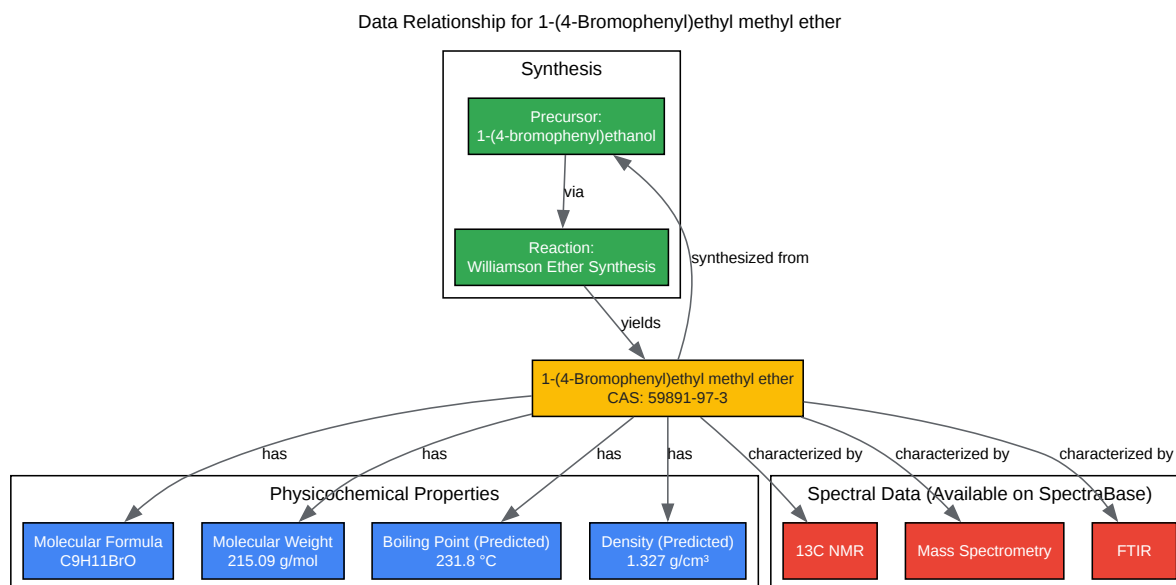 Data Relationship for 1-(4-Bromophenyl)ethyl methyl ether
Synthesis
Precursor:
1-(4-bromophenyl)ethanol
via
Reaction:
Williamson Ether Synthesis
synthesized from
yields
1-(4-Bromophenyl)ethyl methyl ether
CAS: 59891-97-3
has
has
has
has
characterized by
characterized by
characterized by
Physicochemical Properties
Molecular Formula
C9H11BrO
Molecular Weight
215.09 g/mol
Boiling Point (Predicted)
231.8 °C
Density (Predicted)
1.327 g/cm³
Spectral Data (Available on SpectraBase)
13C NMR
Mass Spectrometry
FTIR